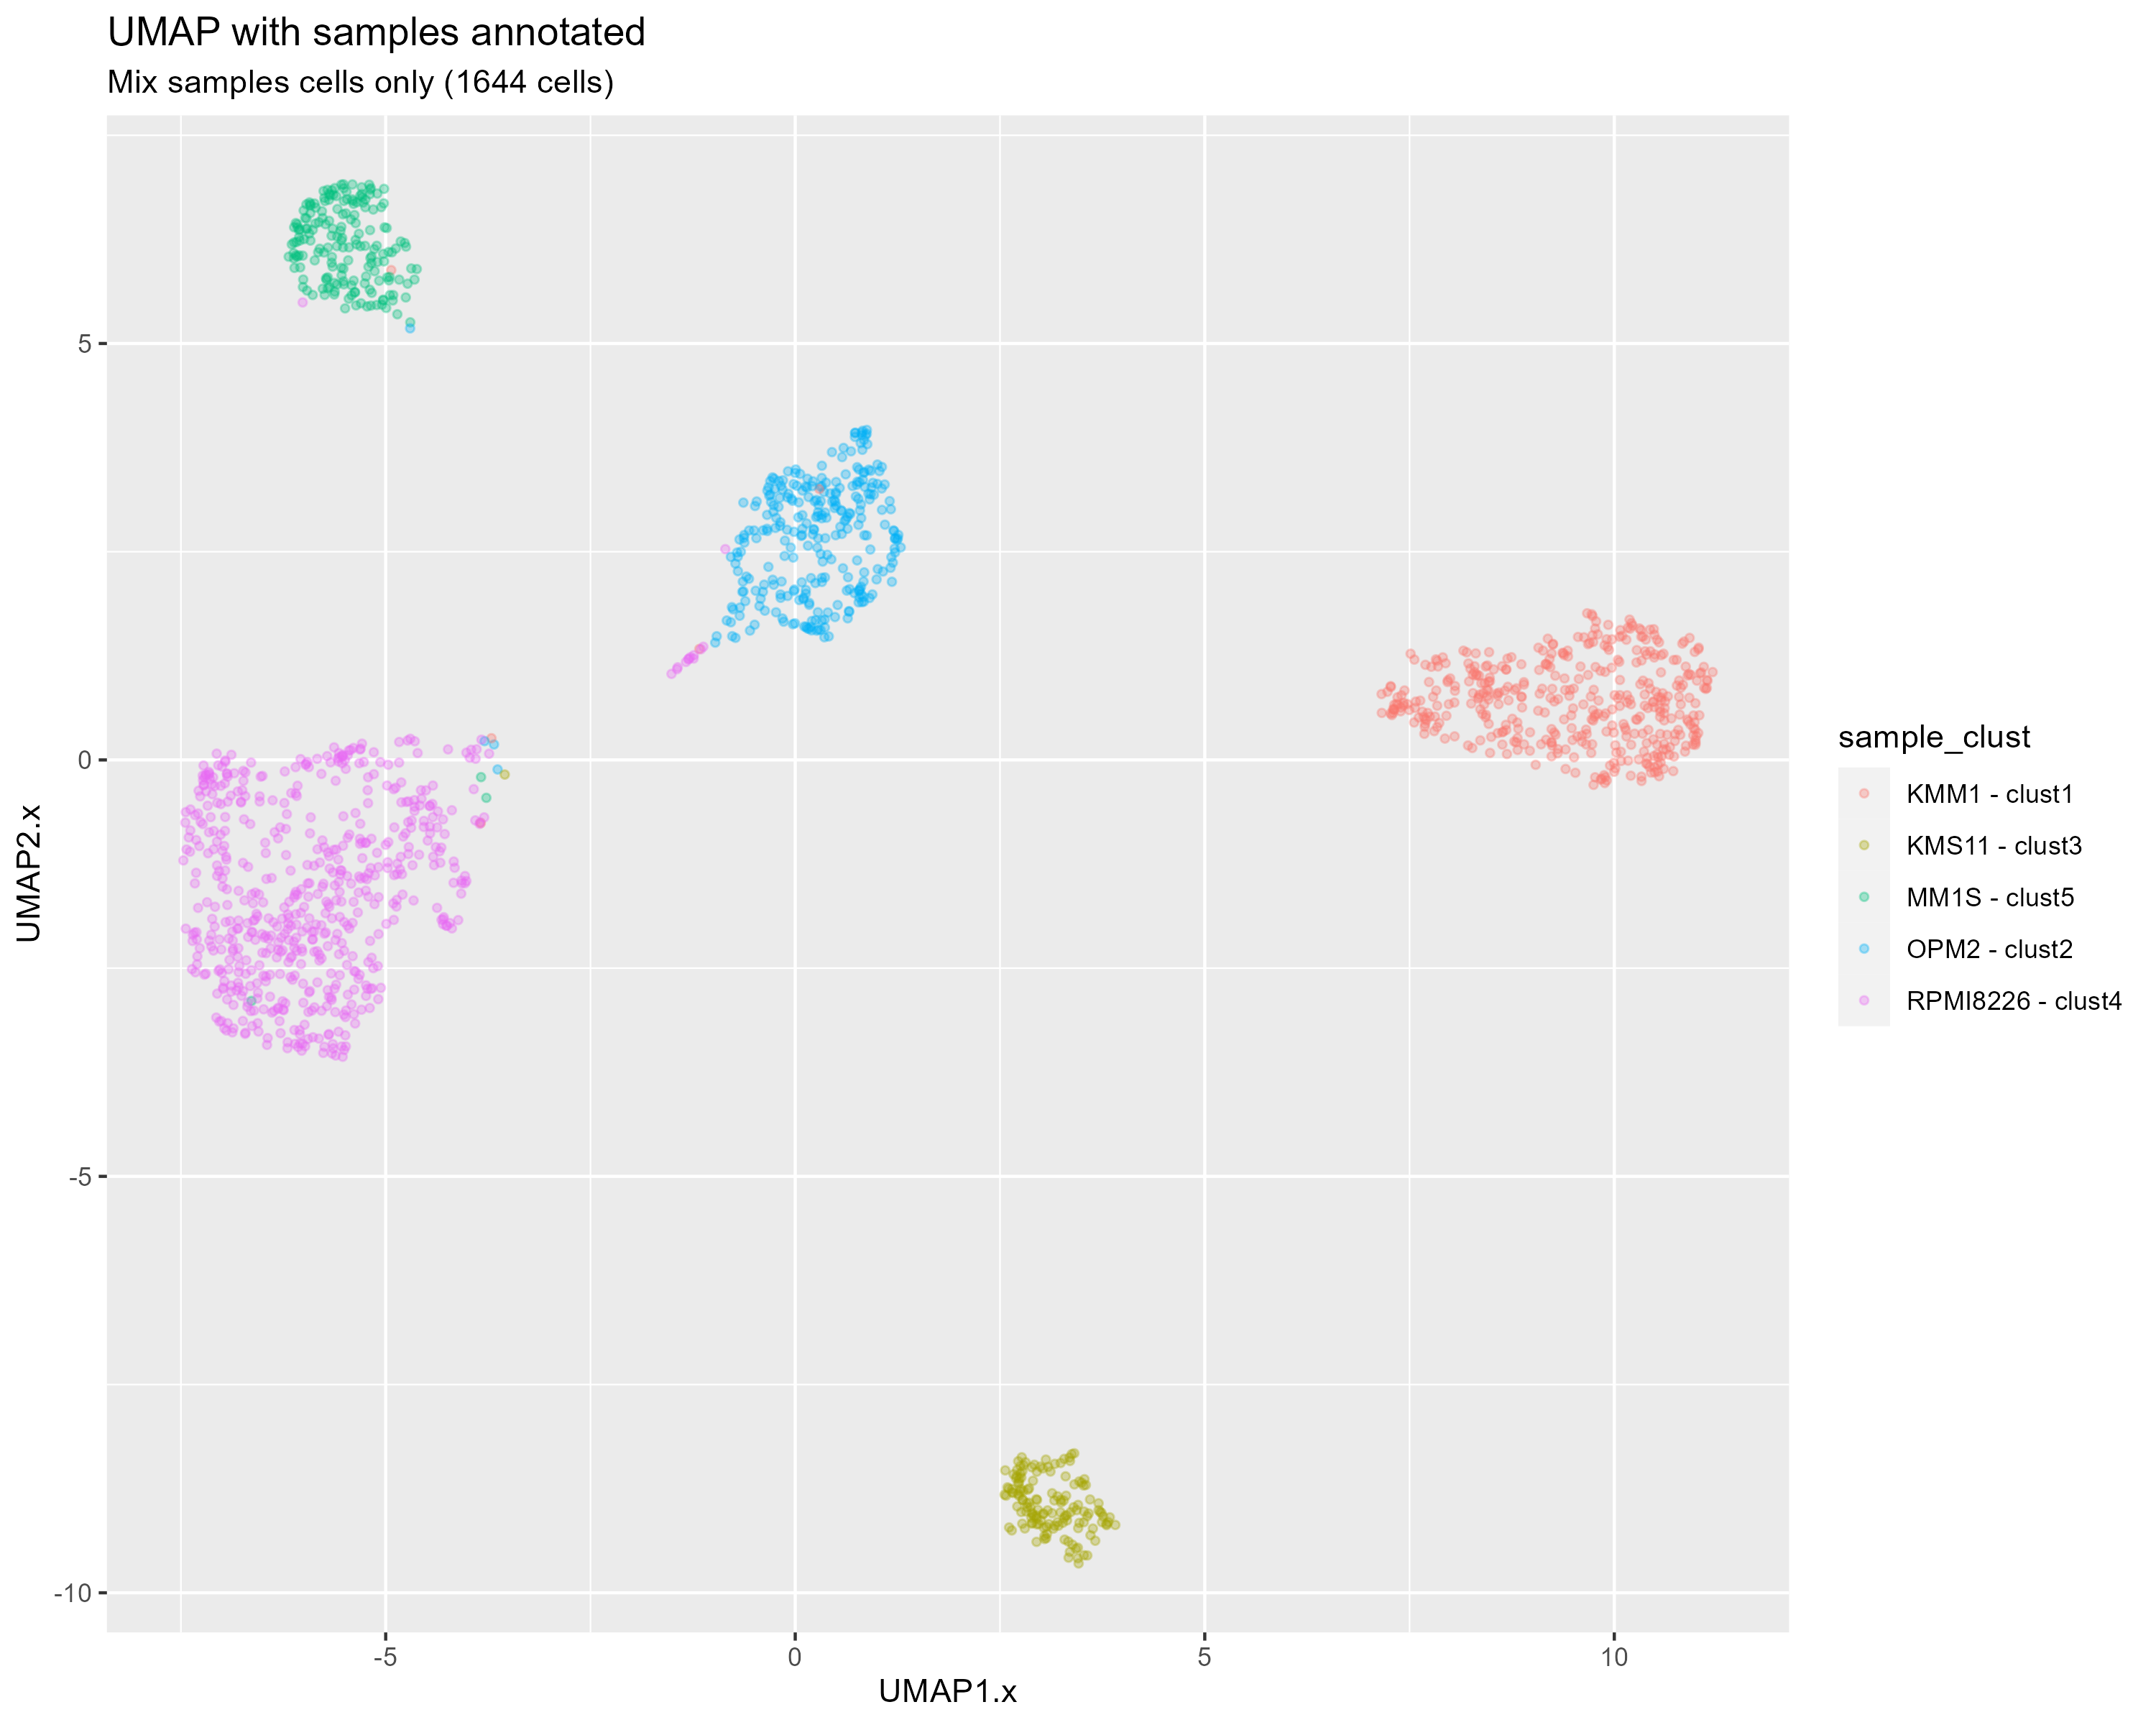 UMAP with samples annotated
Mix samples cells only (1644 cells)
UMAP2.x
5
0
-5
-10
-5
0
5
10
UMAP1.x
sample_clust
KMM1 - clust1
KMS11 - clust3
MM1S - clust5
OPM2 - clust2
RPMI8226 - clust4